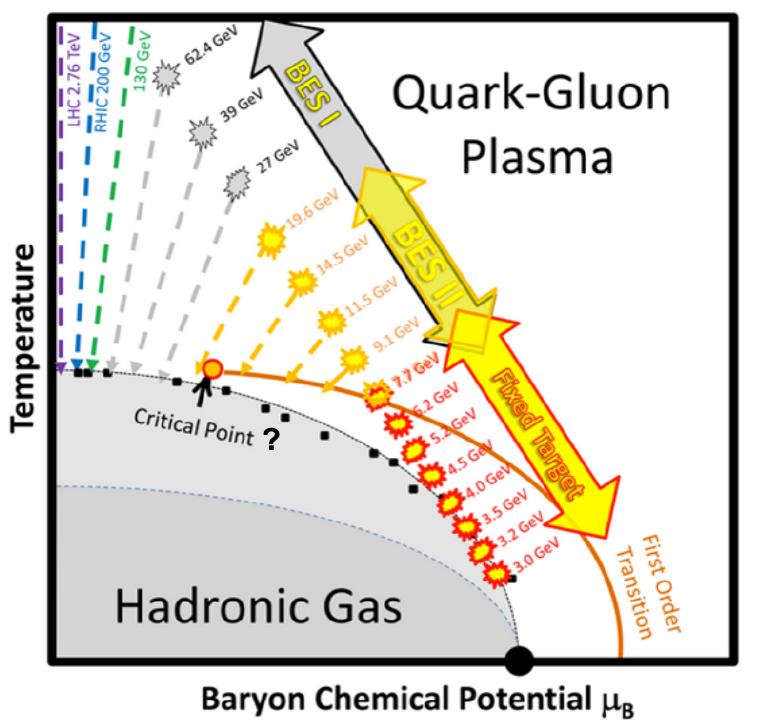 LHC 2.76 TeV
RHIC 200 GeV
130 GeV
62.4 GeV
39 GeV
27 GeV
BES I
Quark-Gluon
Plasma
19.6 GeV
14.5 GeV
11.5 GeV
9.1 GeV
BES II
7.7 GeV
6.2 GeV
5.2 GeV
4.5 GeV
4.0 GeV
3.5 GeV
3.2 GeV
3.0 GeV
Fixed Target
Temperature
Critical Point ?
First Order
Transition
Hadronic Gas
Baryon Chemical Potential μB